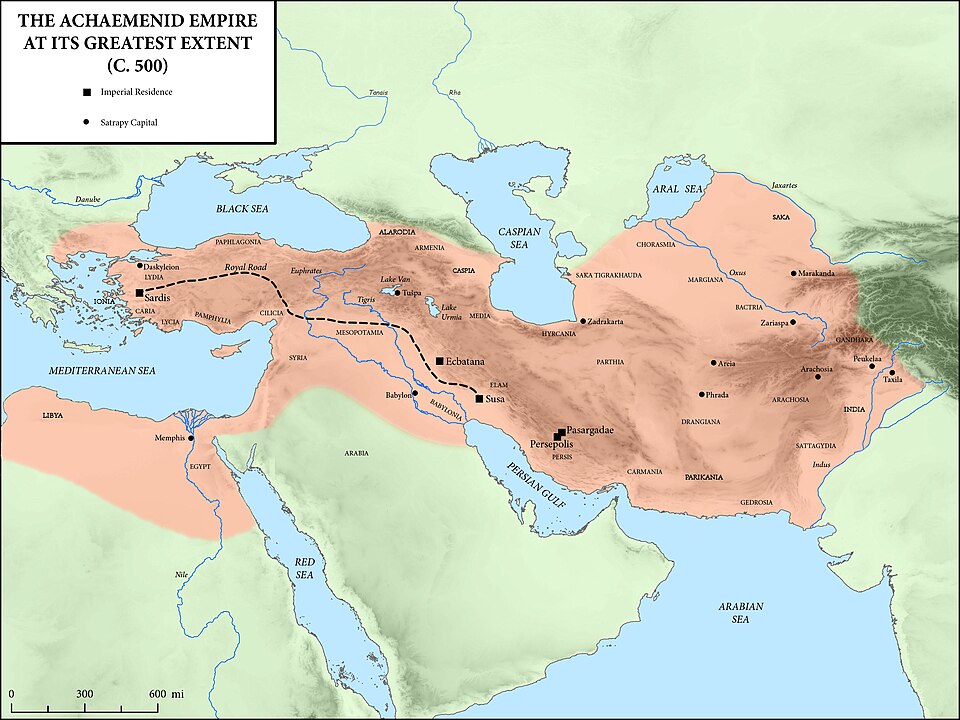 THE ACHAEMENID EMPIRE
AT ITS GREATEST EXTENT
(C. 500)
Imperial Residence
Satrapy Capital
Tanais
Rha
Danube
BLACK SEA
CASPIAN
SEA
ARAL SEA
Jaxartes
SAKA
ALARODIA
PAPHLAGONIA
ARMENIA
CHORASMIA
Daskyleion
LYDIA
Royal Road
Euphrates
CASPIA
SAKA TIGRAKHAUDA
Oxus
MARGIANA
Marakanda
Lake Van
Tušpa
Tigris
Sardis
IONIA
CARIA
LYCIA
PAMPHYLIA
CILICIA
Lake
Urmia
MEDIA
BACTRIA
Zariaspa
Zadrakarta
HYRCANIA
MESOPOTAMIA
GANDHARA
SYRIA
Ecbatana
PARTHIA
Areia
Peukelaa
Arachosia
Taxila
MEDITERRANEAN SEA
ELAM
Susa
Babylon
BABYLONIA
Phrada
ARACHOSIA
INDIA
LIBYA
DRANGIANA
Pasargadae
Persepolis
PERSIS
Memphis
SATTAGYDIA
Indus
ARABIA
EGYPT
PERSIAN GULF
CARMANIA
PARIKANIA
GEDROSIA
RED
SEA
Nile
ARABIAN
SEA
0 300 600 mi